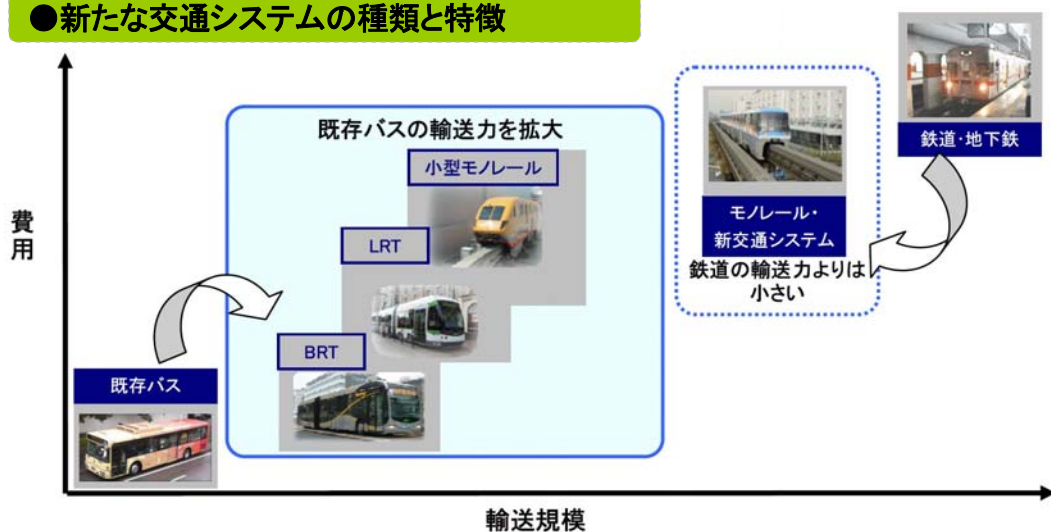 ●新たな交通システムの種類と特徴
費用
既存バスの輸送力を拡大
小型モノレール
LRT
BRT
既存バス
モノレール・
新交通システム
鉄道の輸送力よりは
小さい
鉄道・地下鉄
輸送規模